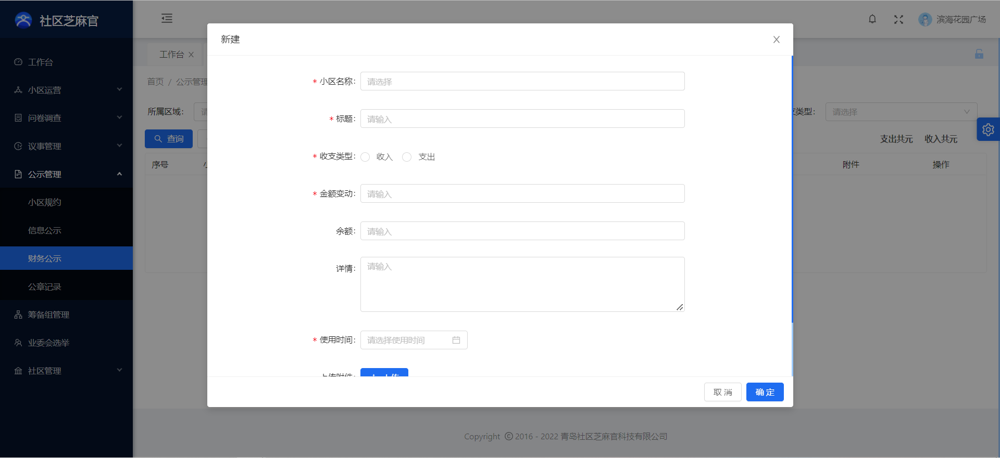 社区芝麻官
滨海花园广场
新建
工作台
工作台
首页 / 公示管理
小区运营
问卷调查
议事管理
公示管理
小区规约
信息公示
财务公示
公章记录
筹备组管理
业委会选举
社区管理
所属区域: 请
类型: 请选择
查询
支出共元 收入共元
序号 小
附件 操作
* 小区名称: 请选择
* 标题: 请输入
* 收支类型: 收入 支出
* 金额变动: 请输入
余额: 请输入
详情: 请输入
* 使用时间: 请选择使用时间
上传附件: 上传
取 消 确 定
Copyright © 2016 - 2022 青岛社区芝麻官科技有限公司